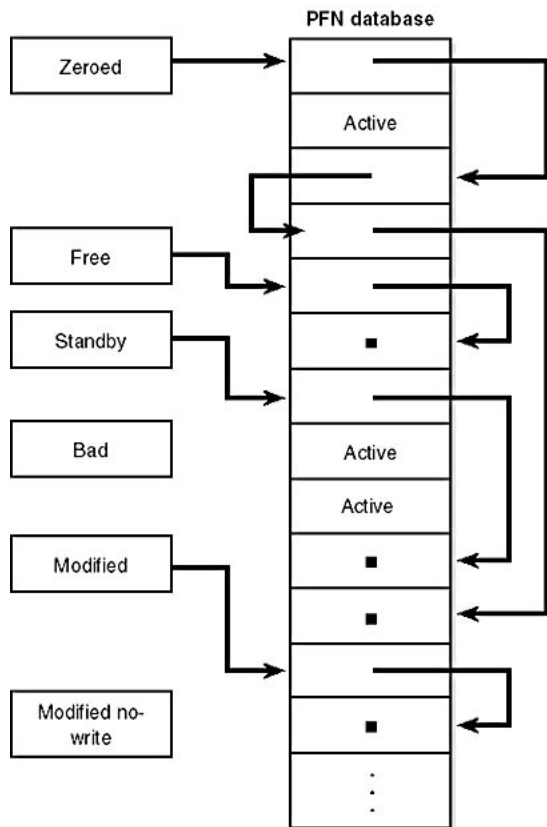 PFN database
Zeroed
Active
Free
Standby
Bad
Active
Active
Modified
Modified no-
write